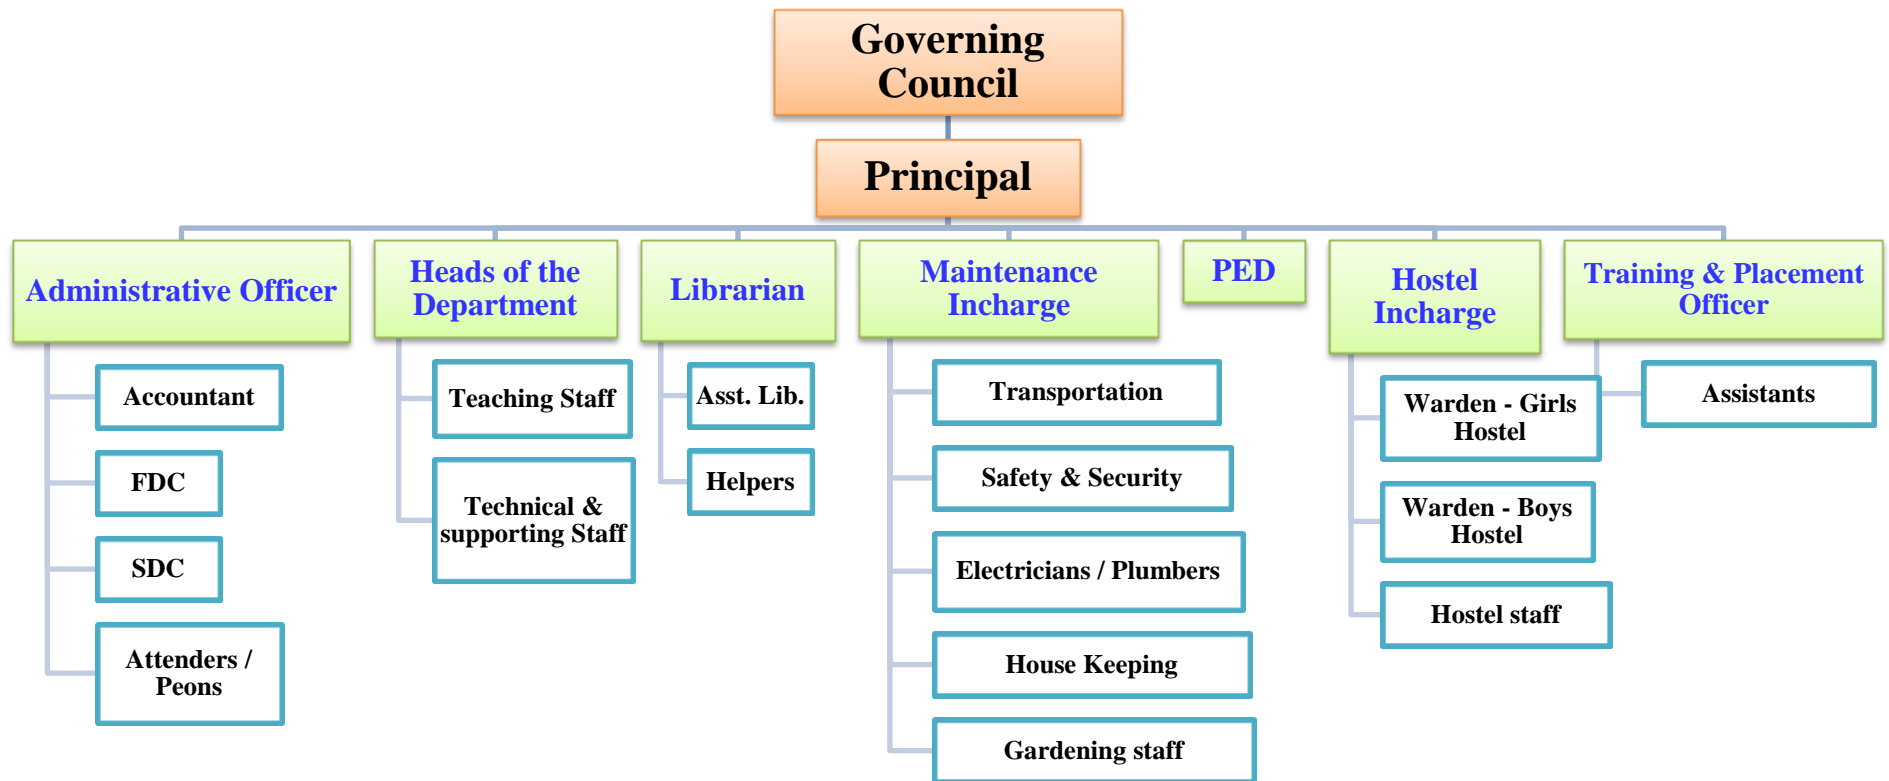 Governing
Council
Principal
Administrative Officer
Heads of the
Department
Librarian
Maintenance
Incharge
PED
Hostel
Incharge
Training & Placement
Officer
Accountant
FDC
SDC
Attenders /
Peons
Teaching Staff
Technical &
supporting Staff
Asst. Lib.
Helpers
Transportation
Safety & Security
Electricians / Plumbers
House Keeping
Gardening staff
Warden - Girls
Hostel
Warden - Boys
Hostel
Hostel staff
Assistants